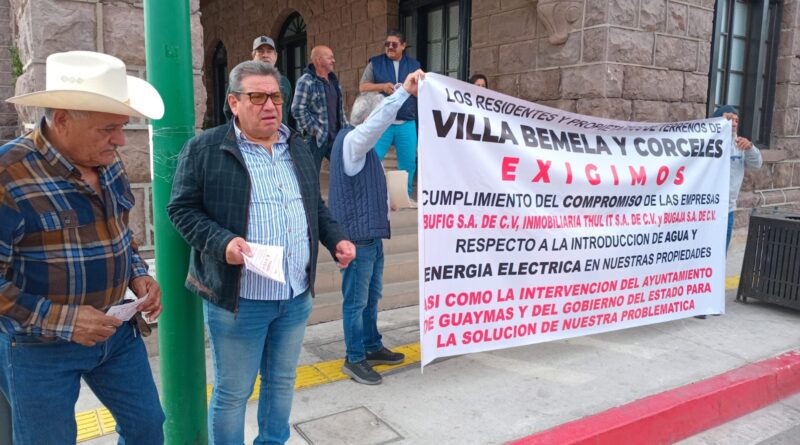 LOS RESIDENTES Y PROPIETARIOS DE TERRENOS DE
VILLA BEMELA Y CORCELES
EXIGIMOS
CUMPLIMIENTO DEL COMPROMISO DE LAS EMPRESAS
BUFIG S.A. DE C.V, INMOBILIARIA THUL IT S.A. DE C.V. y BUGAJA S.A. DE C.V.
RESPECTO A LA INTRODUCCION DE AGUA Y
ENERGIA ELECTRICA EN NUESTRAS PROPIEDADES
ASI COMO LA INTERVENCION DEL AYUNTAMIENTO
DE GUAYMAS Y DEL GOBIERNO DEL ESTADO PARA
LA SOLUCION DE NUESTRA PROBLEMATICA